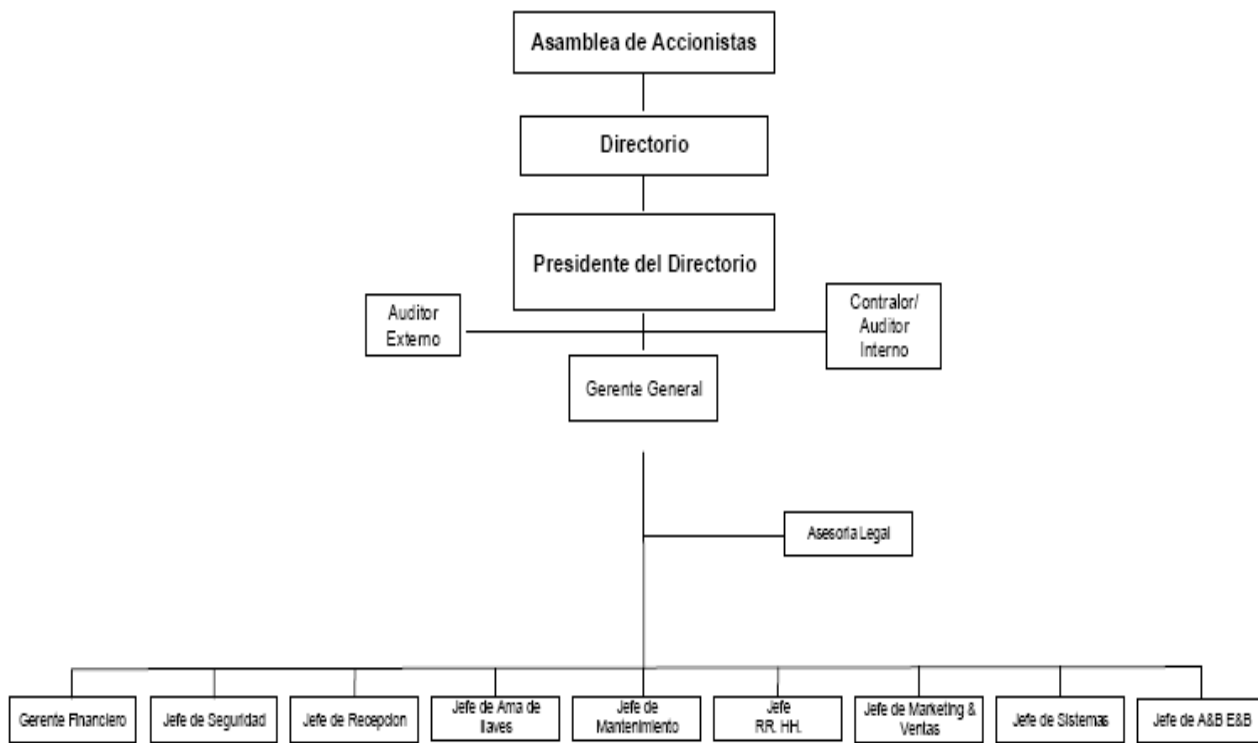 Asamblea de Accionistas
Directorio
Presidente del Directorio
Auditor
Externo
Contralor/
Auditor
Interno
Gerente General
Asesoria Legal
Gerente Financiero
Jefe de Seguridad
Jefe de Recepcion
Jefe de Ama de
llaves
Jefe de
Mantenimiento
Jefe
RR. HH.
Jefe de Marketing &
Ventas
Jefe de Sistemas
Jefe de A&B E&B